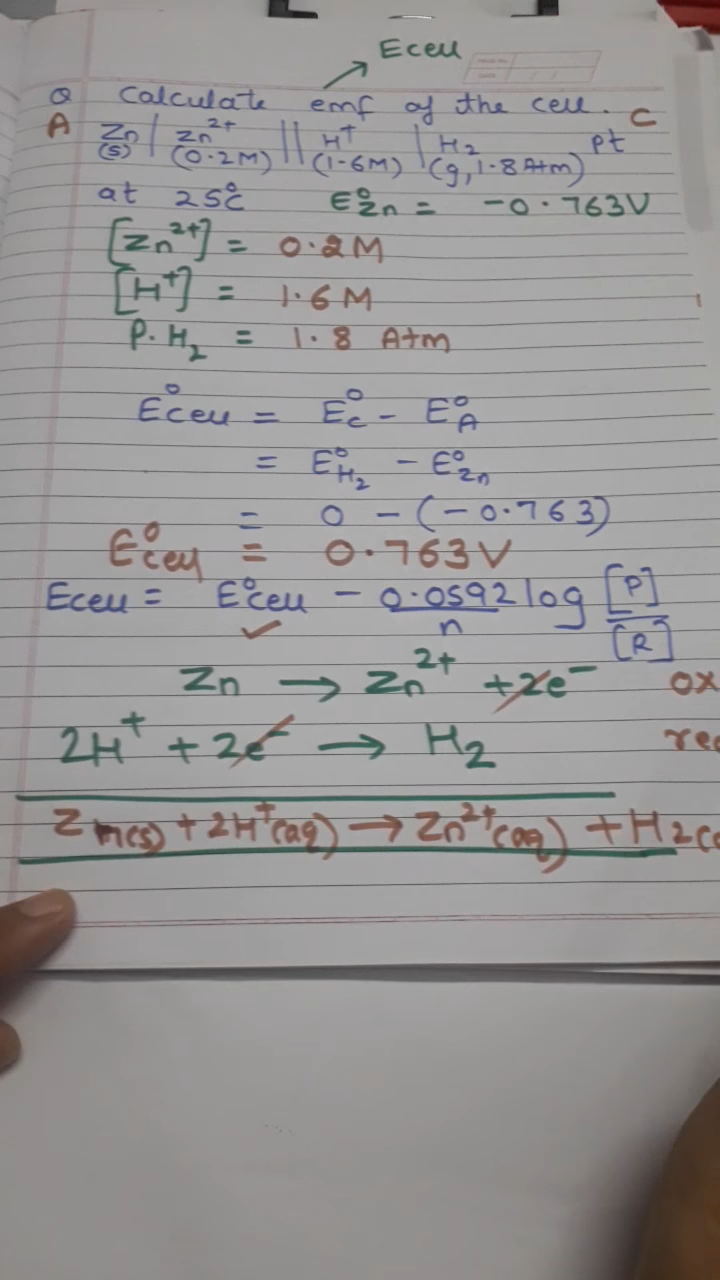 Ecell
Q Calculate emf of the cell.
A Zn(s) | Zn²⁺ (0.2M) || H⁺ (1.6M) | H₂ (g, 1.8 Atm) pt C
at 25°C E°Zn = -0.763V
[Zn²⁺] = 0.2M
[H⁺] = 1.6M
P.H₂ = 1.8 Atm
E°cell = E°C - E°A
= E°H₂ - E°Zn
= 0 - (-0.763)
E°cell = 0.763V
Ecell = E°cell - 0.0592/n log [P]/[R]
✓
Zn → Zn²⁺ + 2e⁻ ox
2H⁺ + 2e⁻ → H₂ re
Zn(s) + 2H⁺(aq) → Zn²⁺(aq) + H₂(